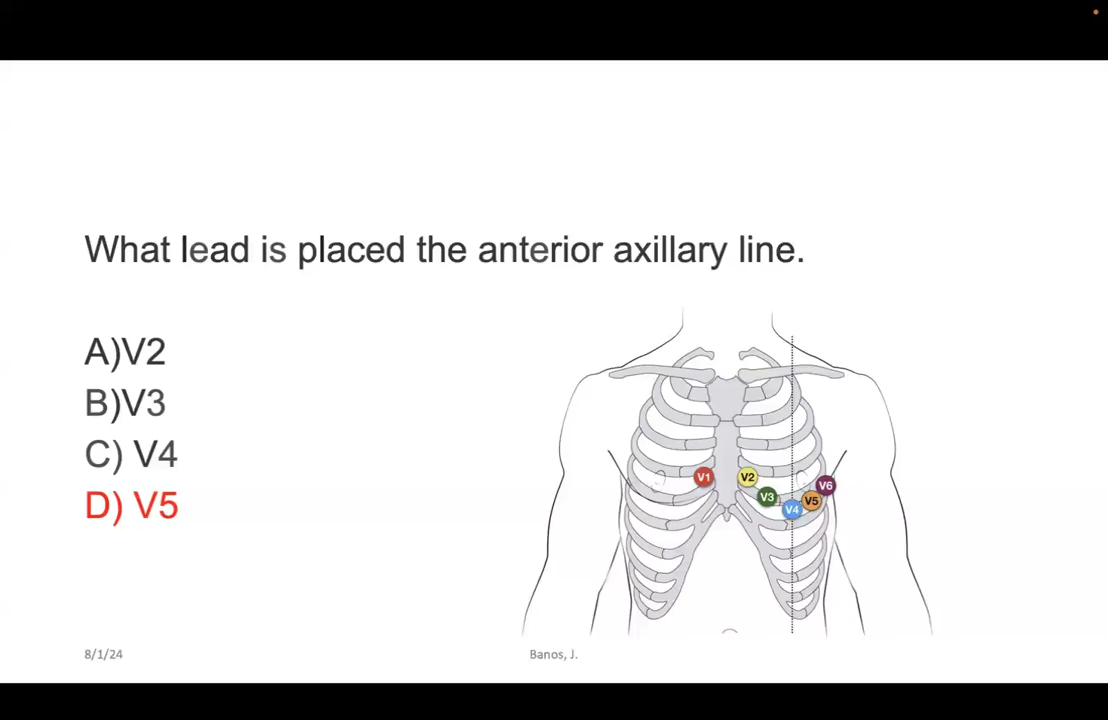 What lead is placed the anterior axillary line.
A)V2
B)V3
C) V4
D) V5
V1
V2
V3
V4
V5
V6
8/1/24
Banos, J.